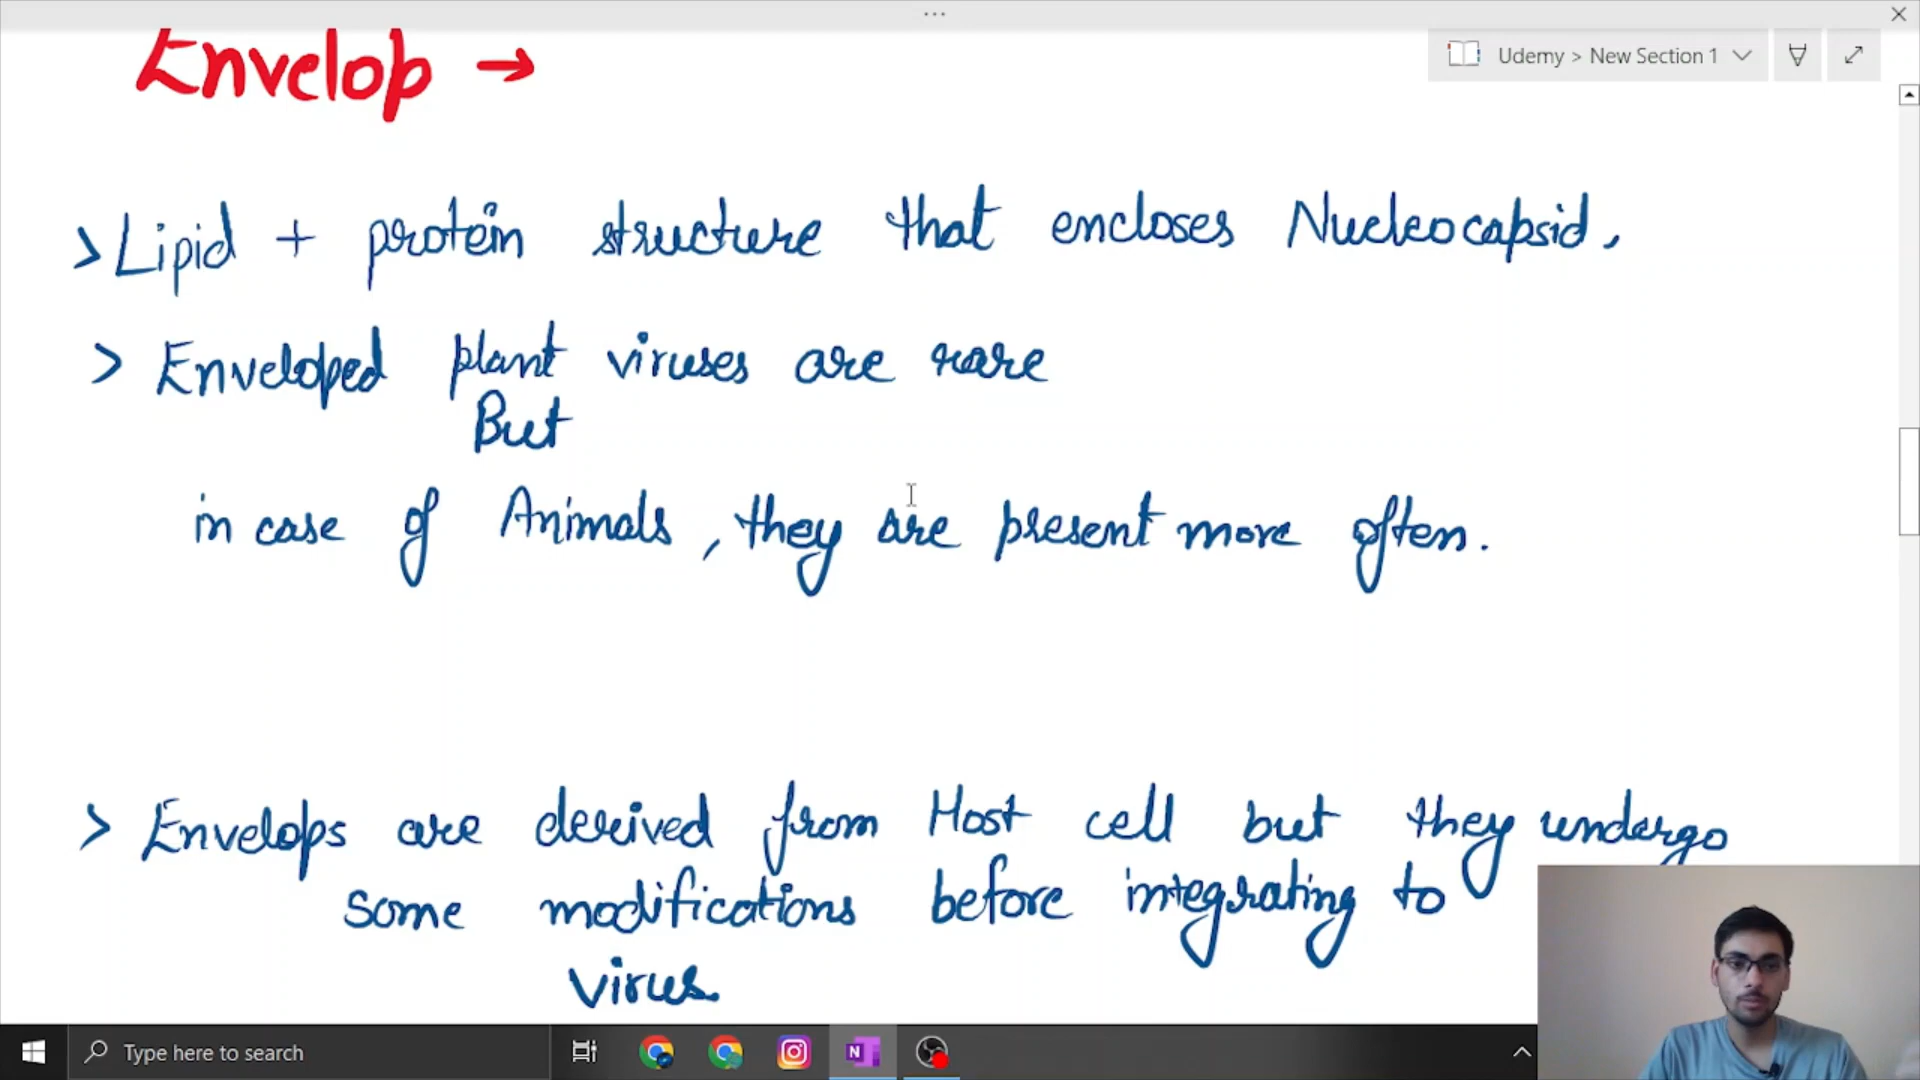 Envelop →
Udemy > New Section 1
> Lipid + protein structure that encloses Nucleocapsid.
> Enveloped plant viruses are rare
But
in case of Animals, they are present more often.
> Envelops are derived from Host cell but they undergo
some modifications before integrating to
virus.
Type here to search